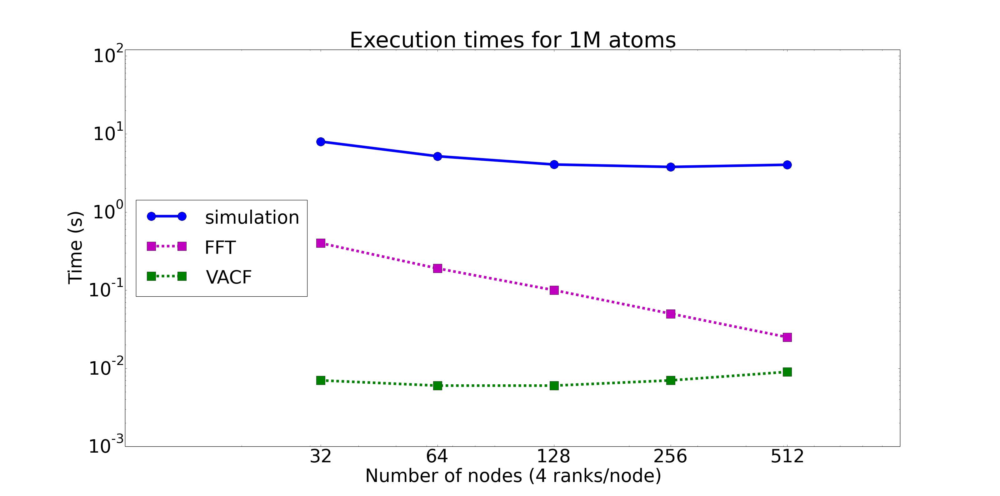 Execution times for 1M atoms
10^2
10^1
10^0
10^-1
10^-2
10^-3
Time (s)
simulation
FFT
VACF
32 64 128 256 512
Number of nodes (4 ranks/node)